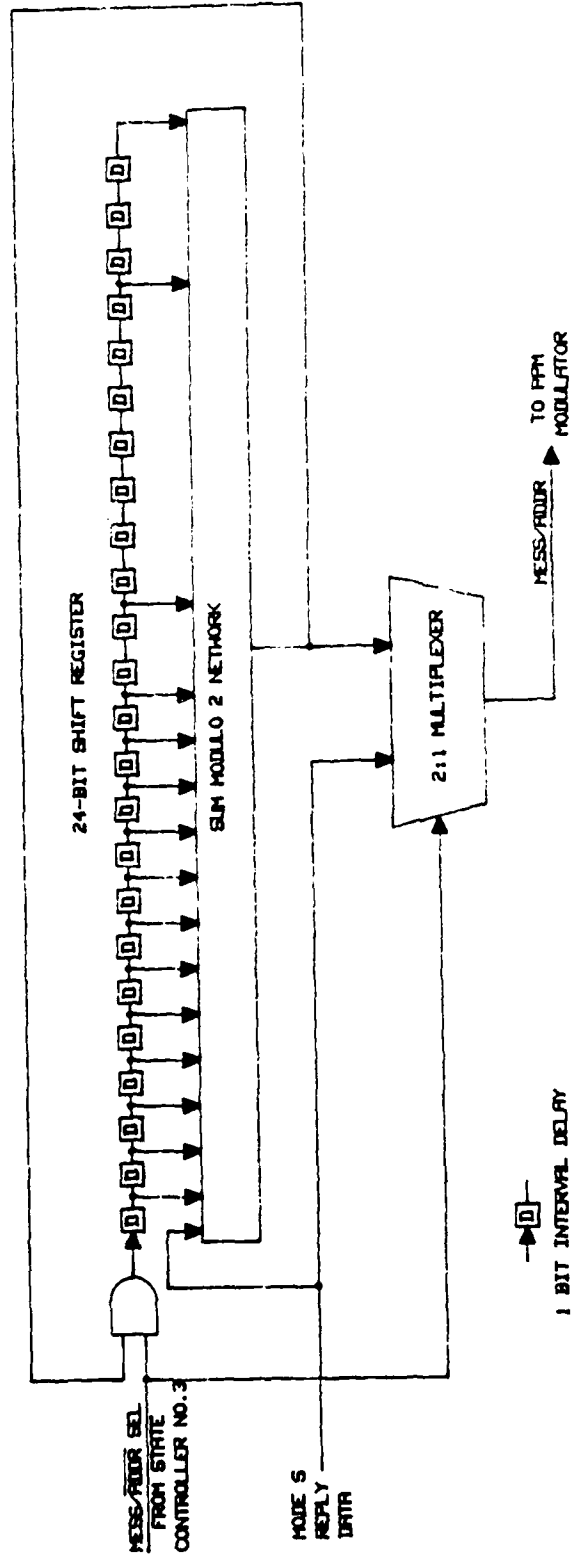 24-BIT SHIFT REGISTER
D D D D D D D D D D D D D D D D D D D D D D D D
MESS/ADDR SEL
FROM STATE
CONTROLLER NO.3
SUM MODULO 2 NETWORK
MODE S
REPLY
DATA
2:1 MULTIPLEXER
MESS/ADDR
TO PPM
MODULATOR
D
1 BIT INTERVAL DELAY